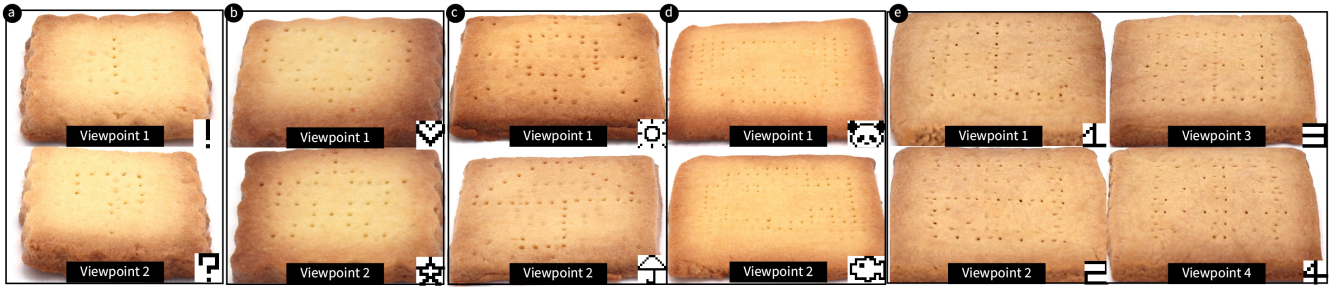 a
Viewpoint 1
!
Viewpoint 2
?
b
Viewpoint 1
Viewpoint 2
c
Viewpoint 1
Viewpoint 2
d
Viewpoint 1
Viewpoint 2
e
Viewpoint 1
1
Viewpoint 3
3
Viewpoint 2
2
Viewpoint 4
4